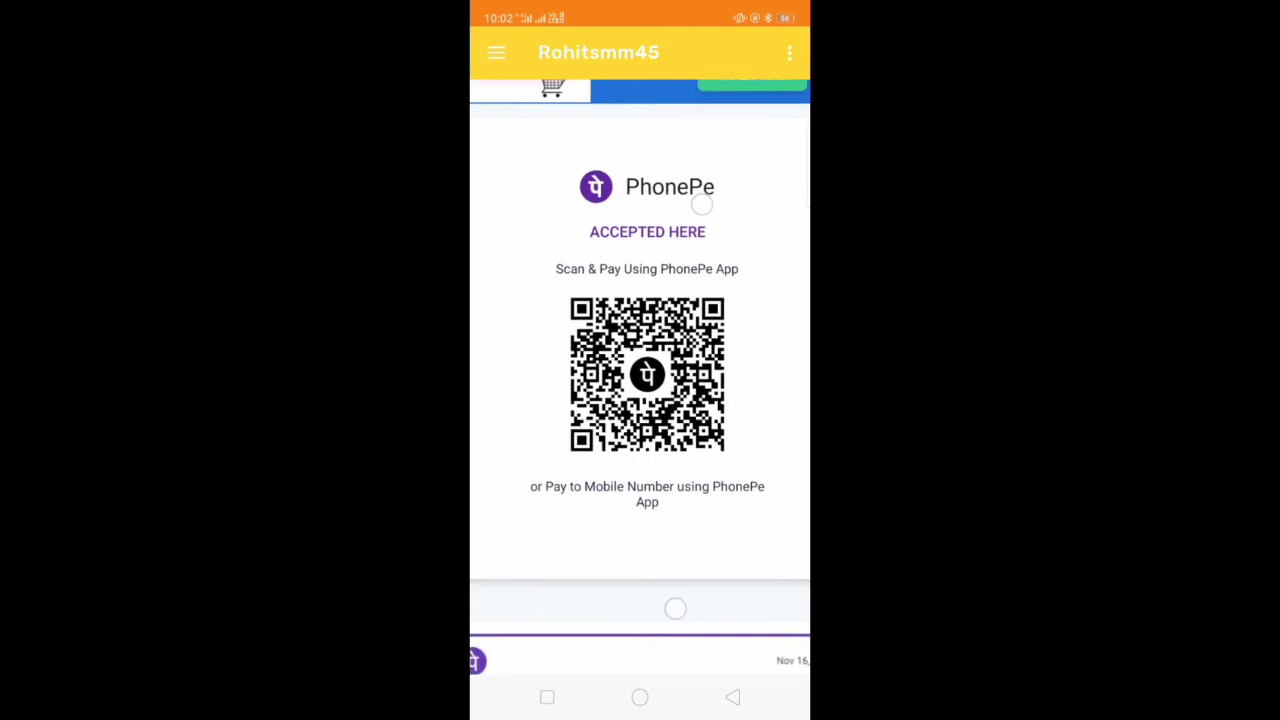 10:02
Rohitsmm45
पे PhonePe
ACCEPTED HERE
Scan & Pay Using PhonePe App
पे
or Pay to Mobile Number using PhonePe
App
पे
Nov 16,